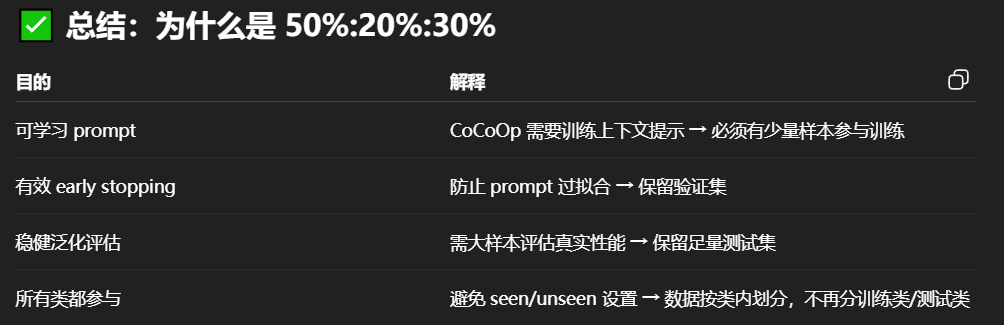 ✅ 总结：为什么是 50%:20%:30%
目的 解释
可学习 prompt CoCoOp 需要训练上下文提示 → 必须有少量样本参与训练
有效 early stopping 防止 prompt 过拟合 → 保留验证集
稳健泛化评估 需大样本评估真实性能 → 保留足量测试集
所有类都参与 避免 seen/unseen 设置 → 数据按类内划分，不再分训练类/测试类